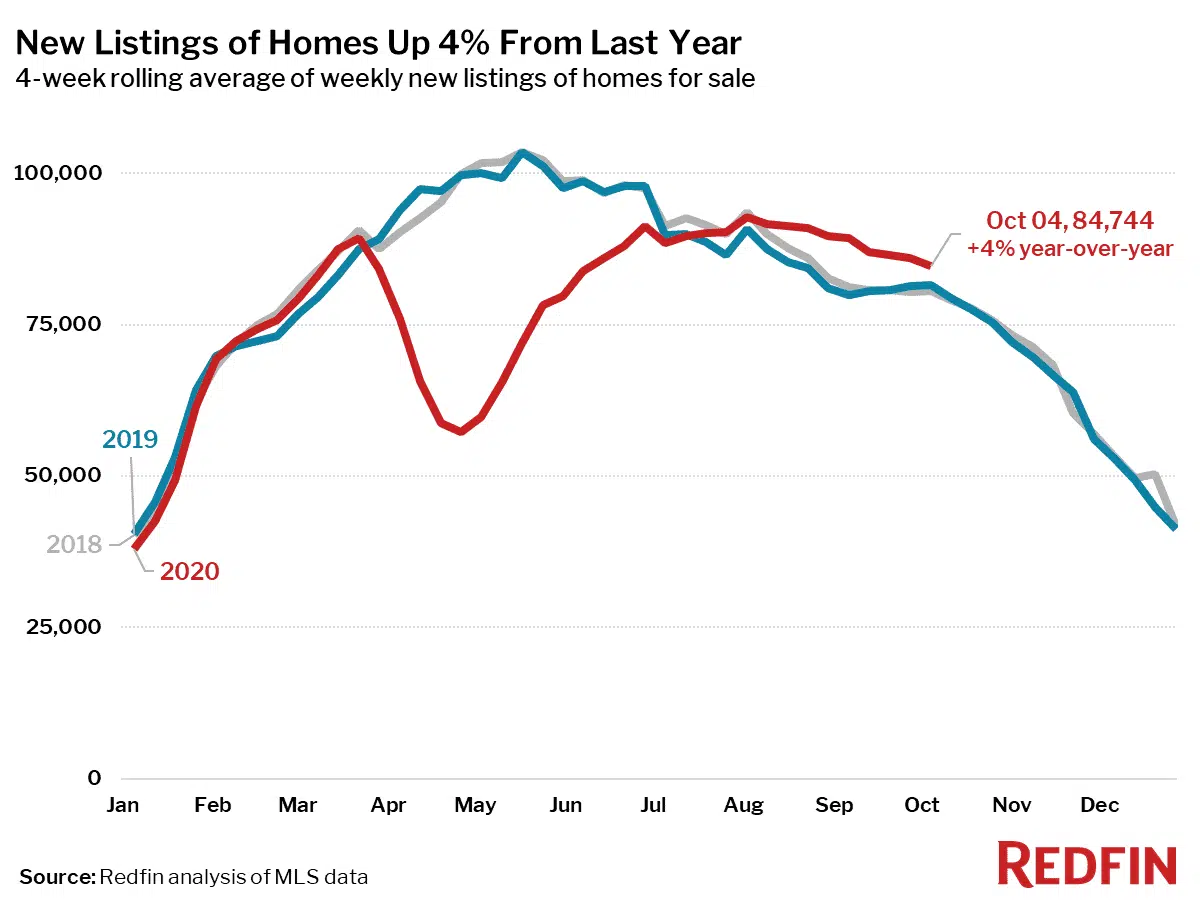 New Listings of Homes Up 4% From Last Year
4-week rolling average of weekly new listings of homes for sale
100,000
75,000
50,000
25,000
0
Oct 04, 84,744
+4% year-over-year
2019
2018
2020
Jan Feb Mar Apr May Jun Jul Aug Sep Oct Nov Dec
Source: Redfin analysis of MLS data
REDFIN